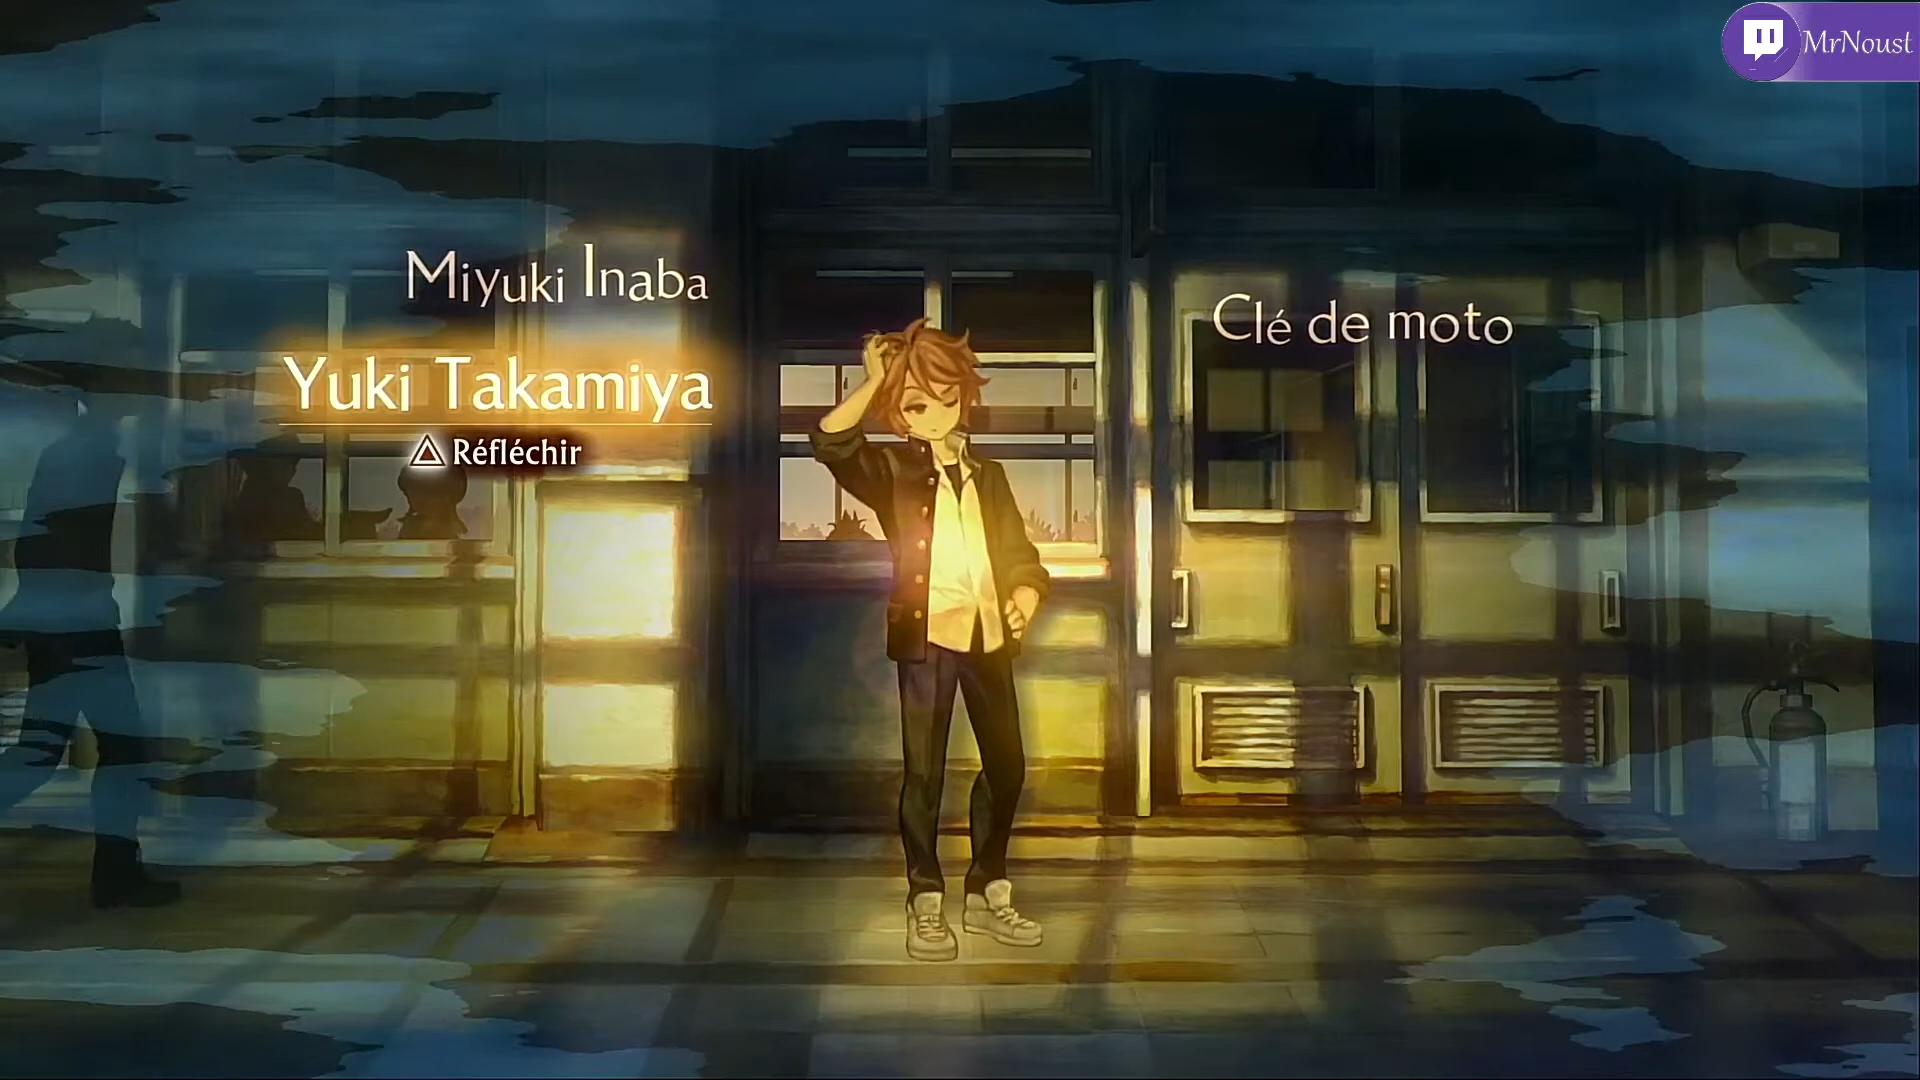 MrNoust
Miyuki Inaba
Clé de moto
Yuki Takamiya
Réfléchir